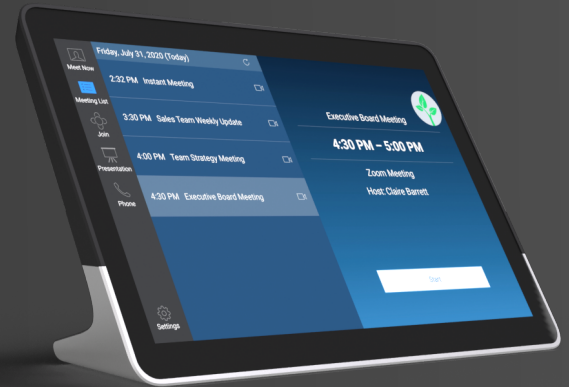 Friday, July 31, 2020 (Today)
Meet Now
Meeting List
Join
Presentation
Phone
Settings
2:32 PM Instant Meeting
3:30 PM Sales Team Weekly Update
4:00 PM Team Strategy Meeting
4:30 PM Executive Board Meeting
Executive Board Meeting
4:30 PM – 5:00 PM
Zoom Meeting
Host: Claire Barrett
Start